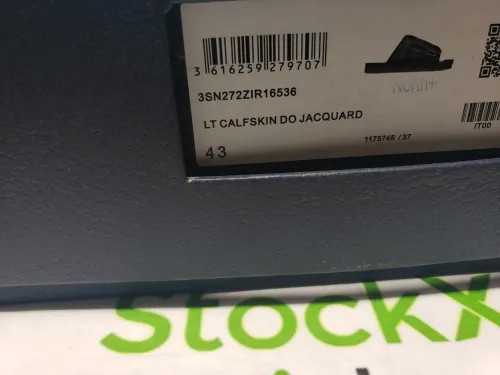 3 616259 279707
3SN272ZIR16536
LT CALFSKIN DO JACQUARD
1175745 / 37
IT00
43
StockX